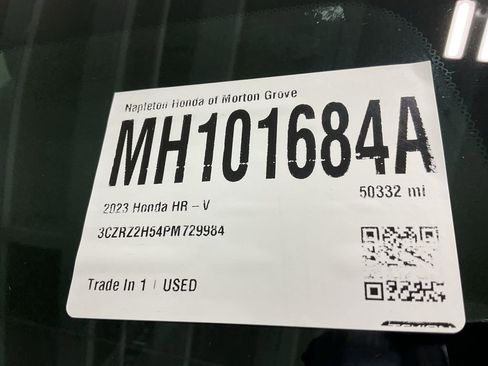 Napleton Honda of Morton Grove
MH101684A
50332 mi
2023 Honda HR - V
3CZRZ2H54PM729984
Trade In 1 | USED